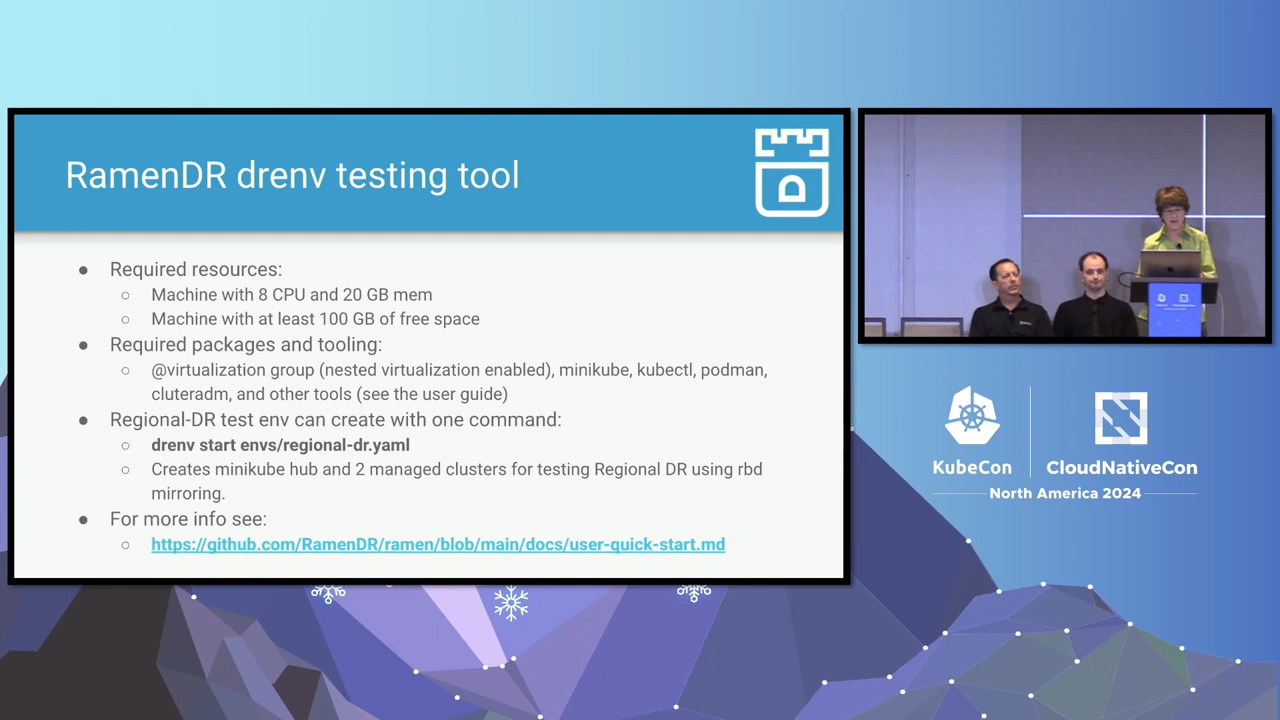 RamenDR drenv testing tool
● Required resources:
○ Machine with 8 CPU and 20 GB mem
○ Machine with at least 100 GB of free space
● Required packages and tooling:
○ @virtualization group (nested virtualization enabled), minikube, kubectl, podman,
cluteradm, and other tools (see the user guide)
● Regional-DR test env can create with one command:
○ drenv start envs/regional-dr.yaml
○ Creates minikube hub and 2 managed clusters for testing Regional DR using rbd
mirroring.
● For more info see:
○ https://github.com/RamenDR/ramen/blob/main/docs/user-quick-start.md
KubeCon
CloudNativeCon
North America 2024